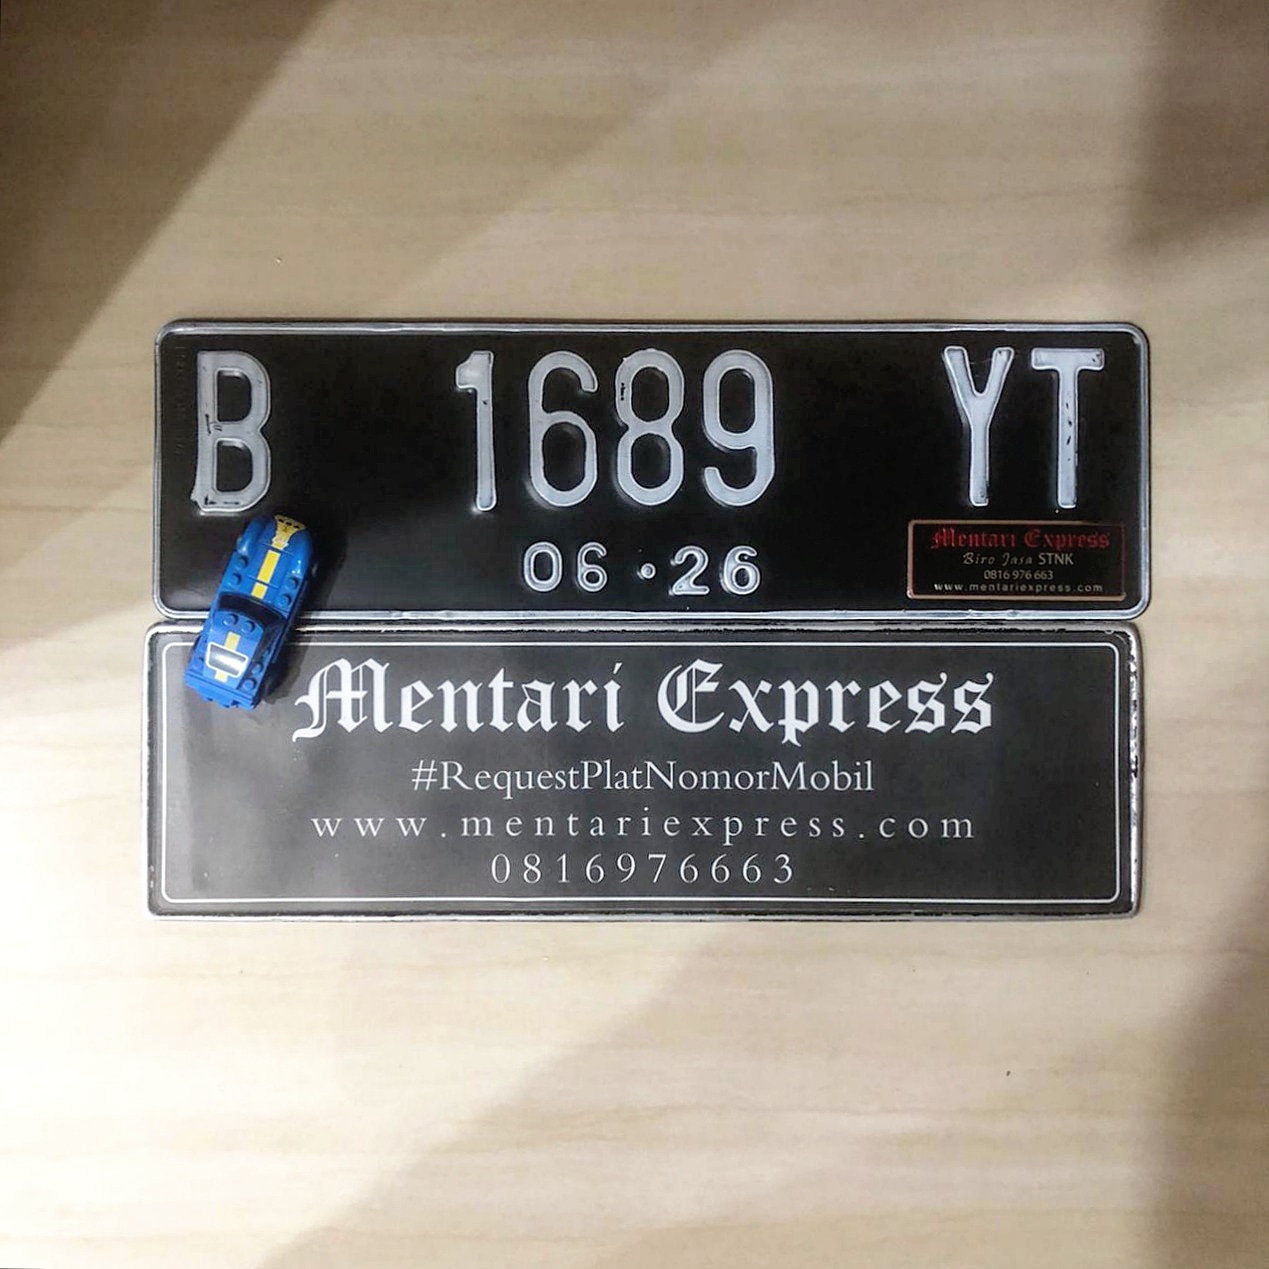 B 1689 YT
06 · 26
Mentari Express
Biro Jasa STNK
0816 976 663
www.mentariexpress.com
Mentari Express
#RequestPlatNomorMobil
www.mentariexpress.com
0816976663